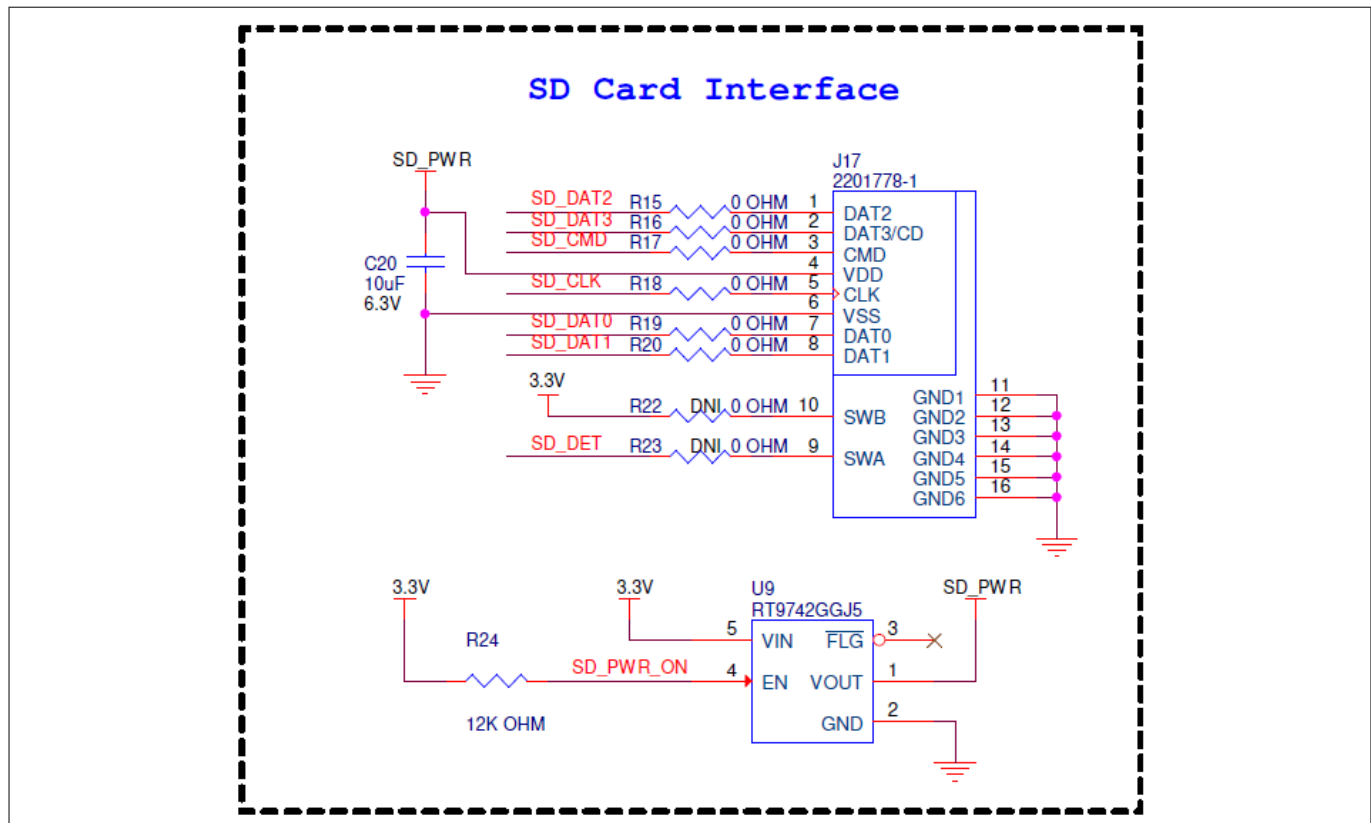 SD Card Interface
SD_PWR
C20
10uF
6.3V
J17
2201778-1
SD_DAT2 R15 0 OHM 1 DAT2
SD_DAT3 R16 0 OHM 2 DAT3/CD
SD_CMD R17 0 OHM 3 CMD
4 VDD
SD_CLK R18 0 OHM 5 CLK
6 VSS
SD_DAT0 R19 0 OHM 7 DAT0
SD_DAT1 R20 0 OHM 8 DAT1
3.3V
R22 DNI 0 OHM 10 SWB
SD_DET R23 DNI 0 OHM 9 SWA
GND1 11
GND2 12
GND3 13
GND4 14
GND5 15
GND6 16
3.3V
R24
SD_PWR_ON
12K OHM
3.3V
U9
RT9742GGJ5
5 VIN FLG 3
4 EN VOUT 1
GND 2
SD_PWR